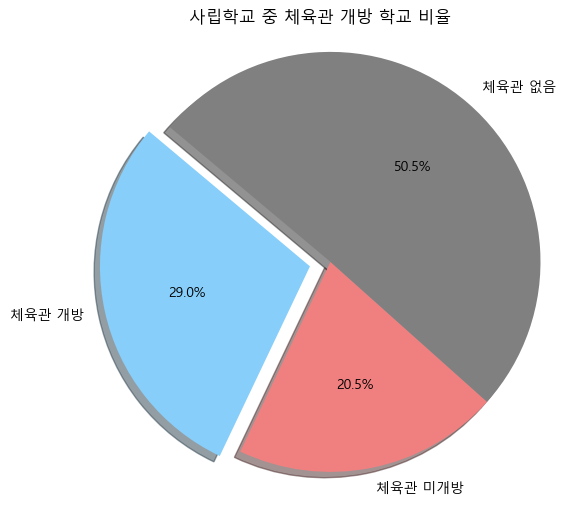 사립학교 중 체육관 개방 학교 비율
체육관 없음
50.5%
29.0%
체육관 개방
20.5%
체육관 미개방